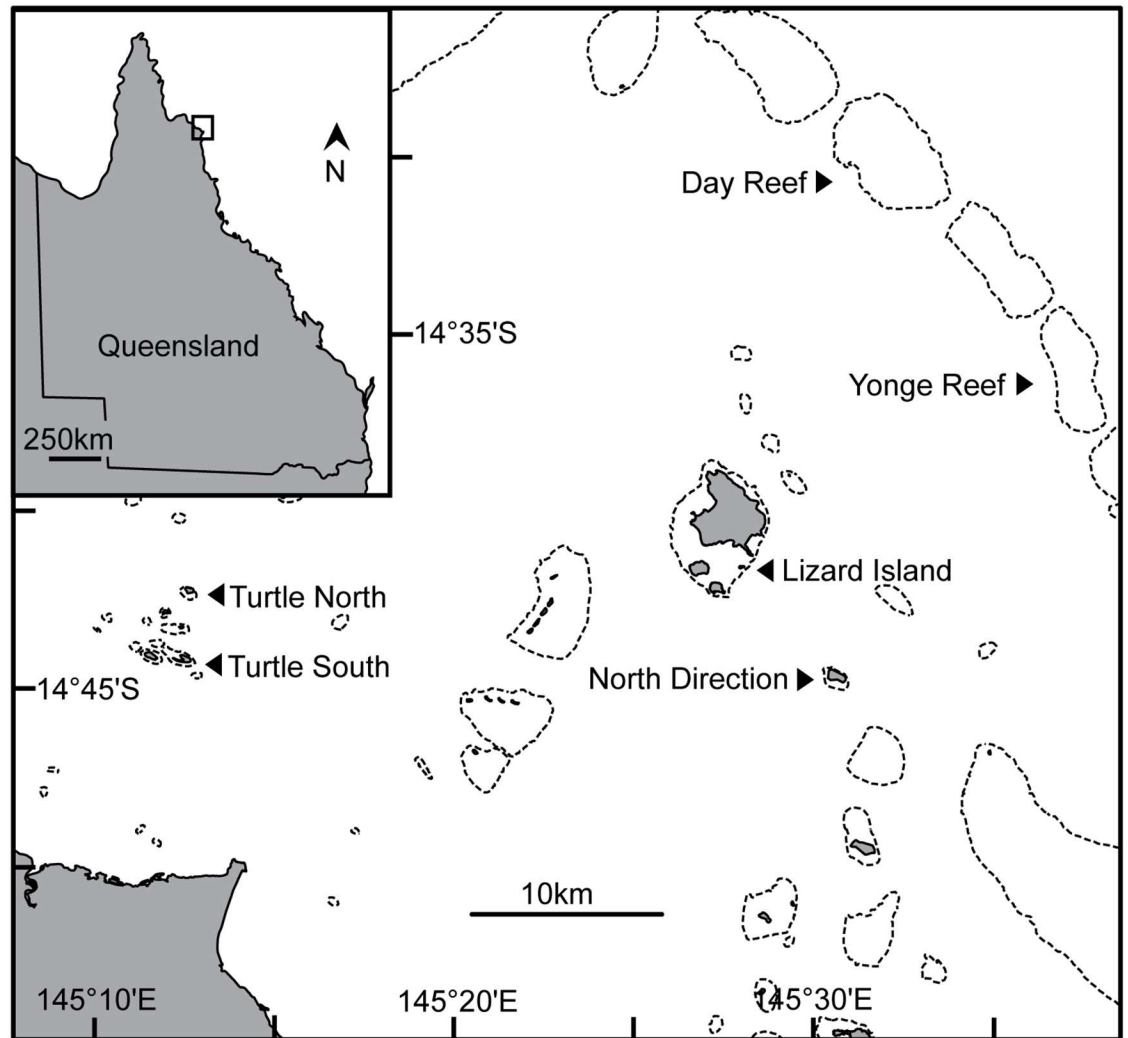 N
Day Reef
Queensland
14°35'S
Yonge Reef
250km
Lizard Island
Turtle North
Turtle South
North Direction
14°45'S
10km
145°10'E
145°20'E
145°30'E